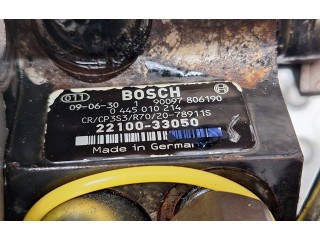 BOSCH
09-06-30 1 90097 806190
0 445 010 214
CR/CP3S3/R70/20-78911S
22100-33050
Made in Germany